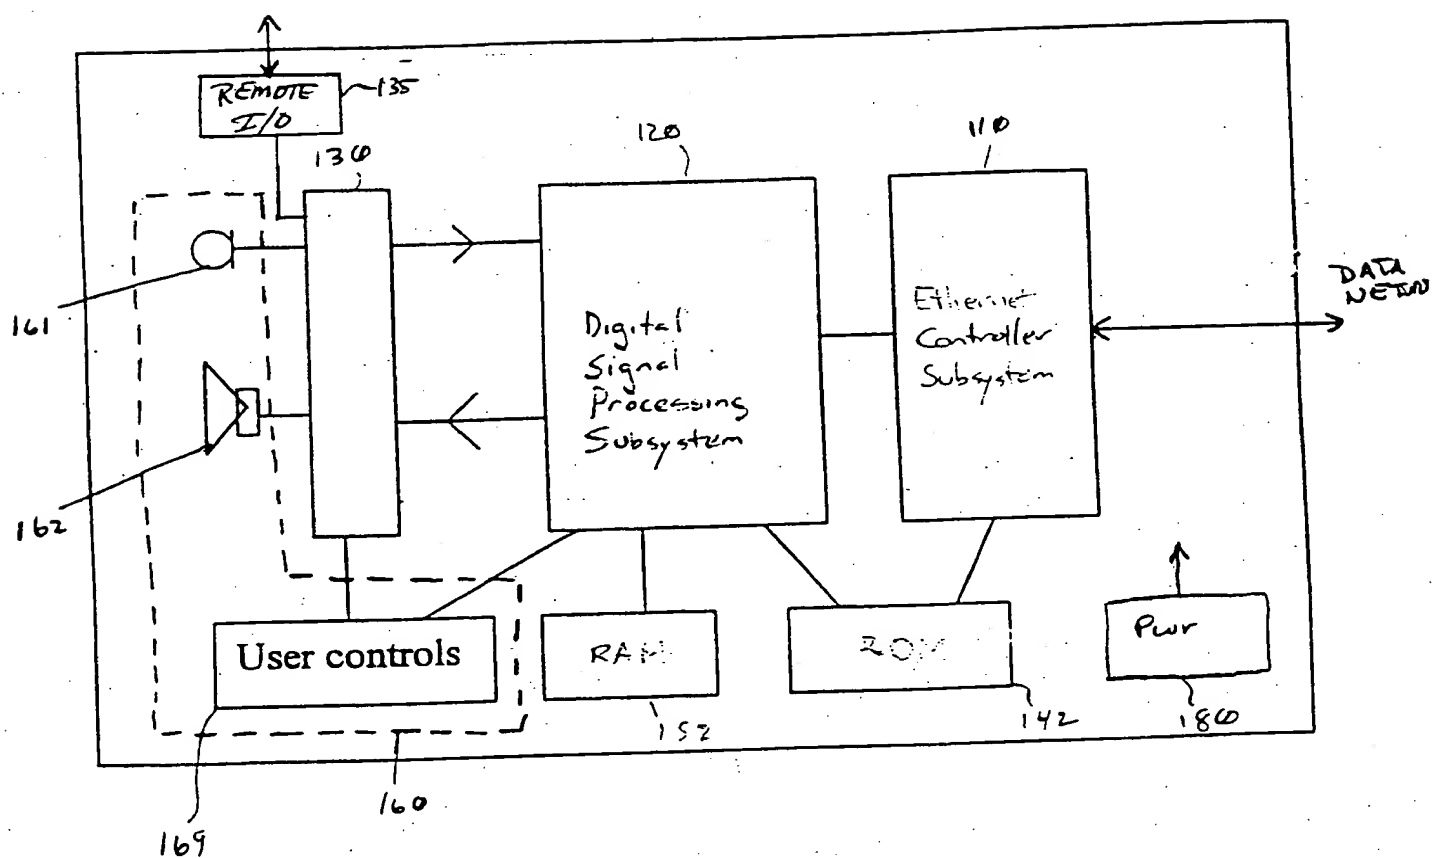 REMOTE
I/O
135
130
120
110
161
162
Digital
Signal
Processing
Subsystem
Ethernet
Controller
Subsystem
DATA
User controls
RAM
ROM
Pwr
152
142
180
160
169